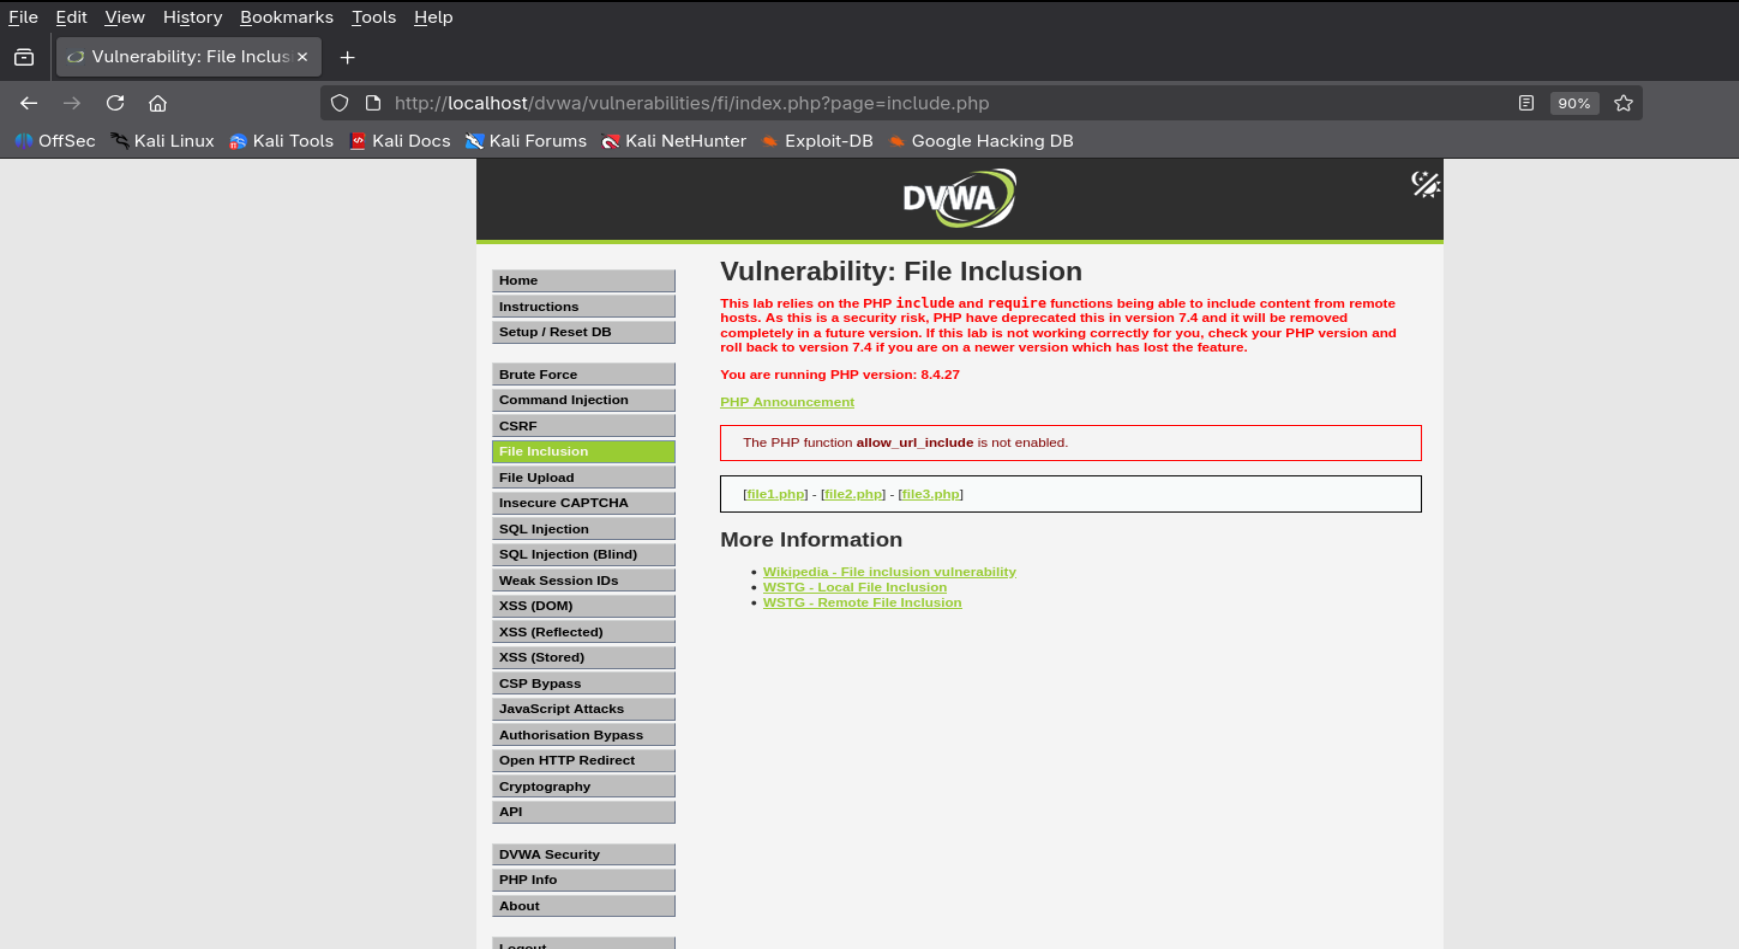 File Edit View History Bookmarks Tools Help
Vulnerability: File Inclus
http://localhost/dvwa/vulnerabilities/fi/index.php?page=include.php 90%
OffSec Kali Linux Kali Tools Kali Docs Kali Forums Kali NetHunter Exploit-DB Google Hacking DB
DVWA
Home
Instructions
Setup / Reset DB
Brute Force
Command Injection
CSRF
File Inclusion
File Upload
Insecure CAPTCHA
SQL Injection
SQL Injection (Blind)
Weak Session IDs
XSS (DOM)
XSS (Reflected)
XSS (Stored)
CSP Bypass
JavaScript Attacks
Authorisation Bypass
Open HTTP Redirect
Cryptography
API
DVWA Security
PHP Info
About
Logout
Vulnerability: File Inclusion
This lab relies on the PHP include and require functions being able to include content from remote
hosts. As this is a security risk, PHP have deprecated this in version 7.4 and it will be removed
completely in a future version. If this lab is not working correctly for you, check your PHP version and
roll back to version 7.4 if you are on a newer version which has lost the feature.
You are running PHP version: 8.4.27
PHP Announcement
The PHP function allow_url_include is not enabled.
[file1.php] - [file2.php] - [file3.php]
More Information
Wikipedia - File inclusion vulnerability
WSTG - Local File Inclusion
WSTG - Remote File Inclusion